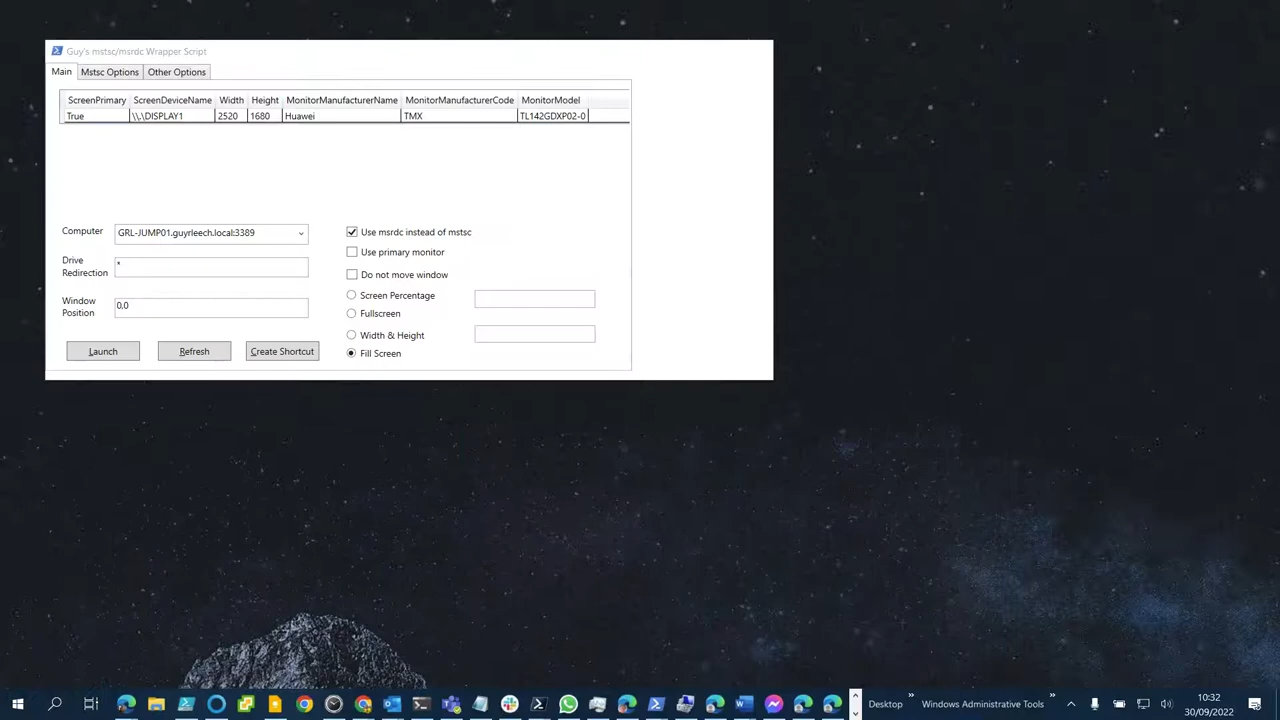 Guy's mstsc/msrdc Wrapper Script
Main Mstsc Options Other Options
ScreenPrimary ScreenDeviceName Width Height MonitorManufacturerName MonitorManufacturerCode MonitorModel
True \\.\DISPLAY1 2520 1680 Huawei TMX TL142GDXP02-0
Computer GRL-JUMP01.guyrleech.local:3389
Use msrdc instead of mstsc
Use primary monitor
Drive Redirection *
Do not move window
Screen Percentage
Window Position 0,0
Fullscreen
Width & Height
Launch Refresh Create Shortcut
Fill Screen
Desktop » Windows Administrative Tools »
10:32
30/09/2022